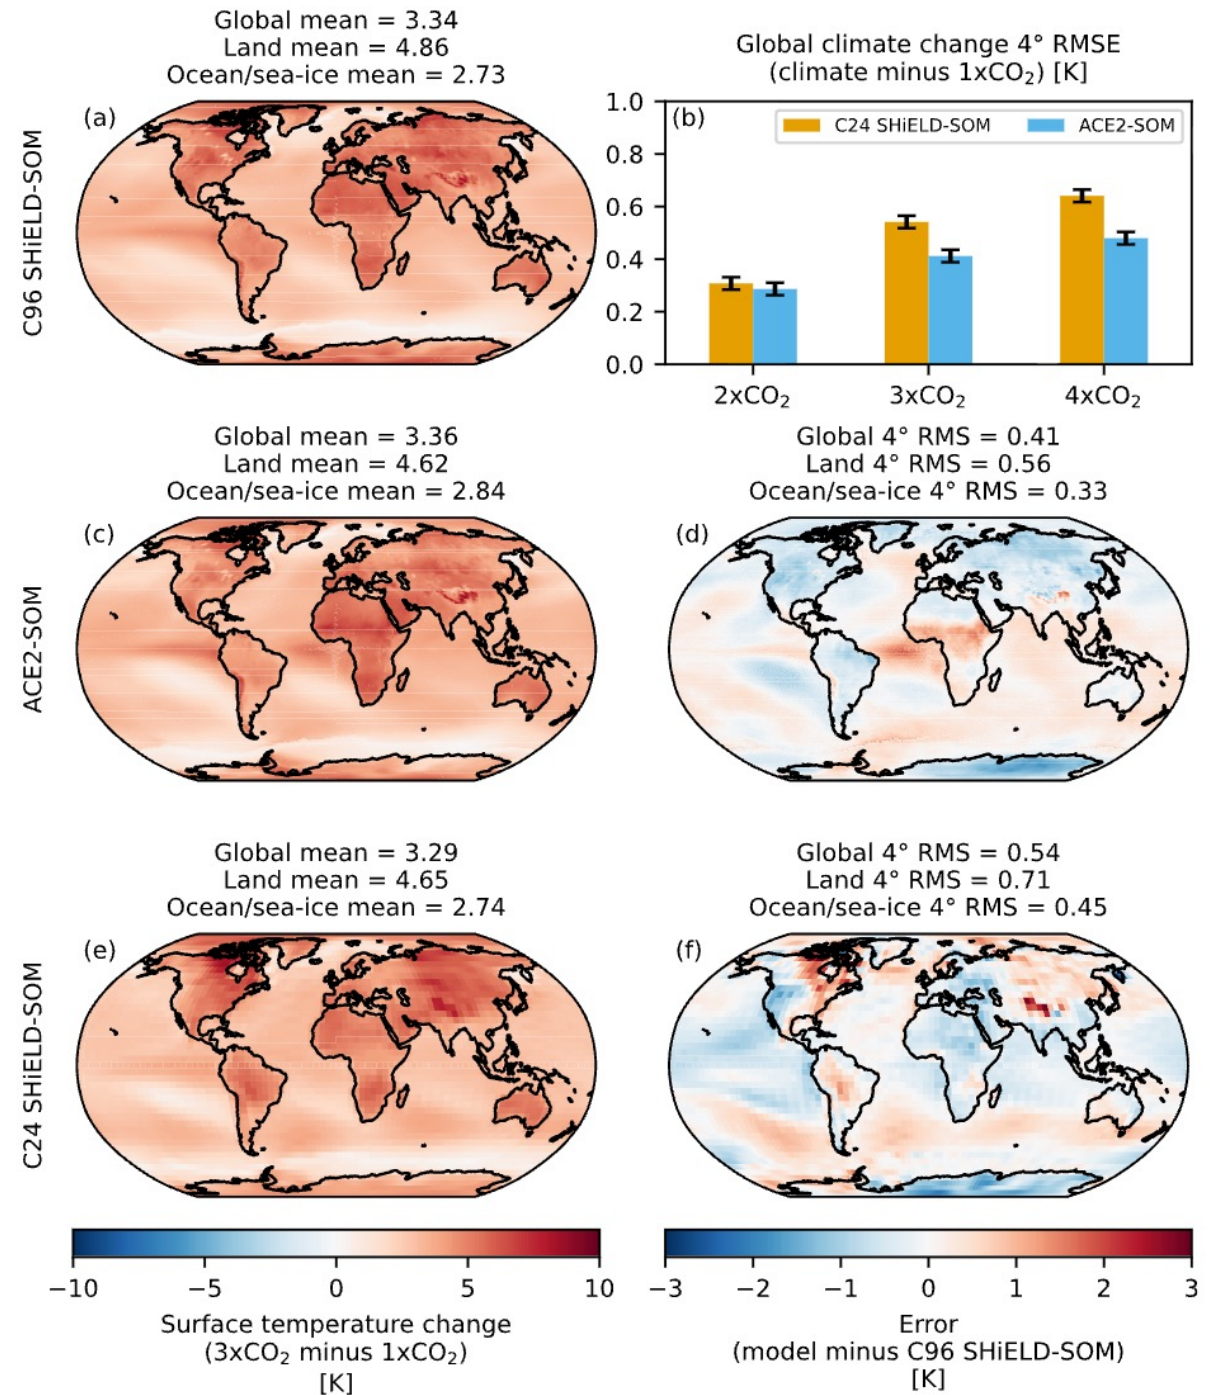 Global mean = 3.34
Land mean = 4.86
Ocean/sea-ice mean = 2.73
C96 SHiELD-SOM
(a)
Global climate change 4° RMSE
(climate minus 1xCO₂) [K]
(b)
C24 SHiELD-SOM
ACE2-SOM
1.0
0.8
0.6
0.4
0.2
0.0
2xCO₂
3xCO₂
4xCO₂
Global mean = 3.36
Land mean = 4.62
Ocean/sea-ice mean = 2.84
ACE2-SOM
(c)
Global 4° RMS = 0.41
Land 4° RMS = 0.56
Ocean/sea-ice 4° RMS = 0.33
(d)
Global mean = 3.29
Land mean = 4.65
Ocean/sea-ice mean = 2.74
C24 SHiELD-SOM
(e)
Global 4° RMS = 0.54
Land 4° RMS = 0.71
Ocean/sea-ice 4° RMS = 0.45
(f)
−10 −5 0 5 10
Surface temperature change
(3xCO₂ minus 1xCO₂)
[K]
−3 −2 −1 0 1 2 3
Error
(model minus C96 SHiELD-SOM)
[K]